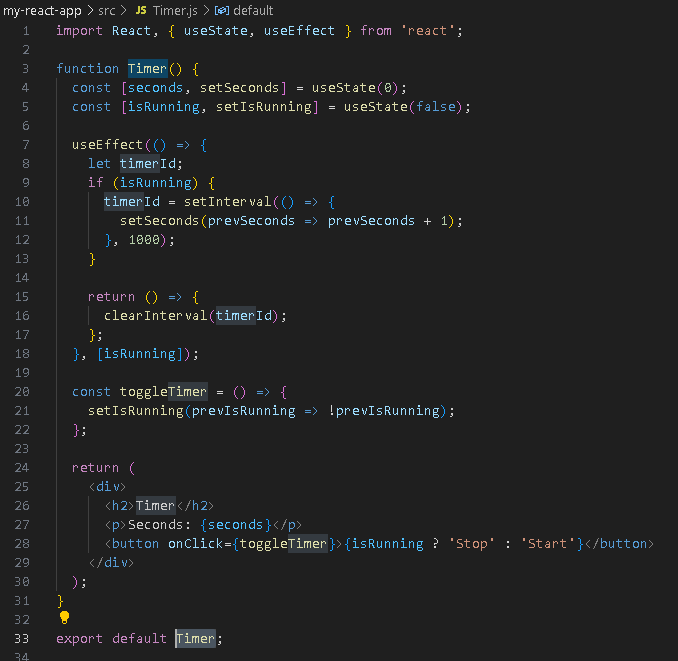 my-react-app > src > JS Timer.js > default
1 import React, { useState, useEffect } from 'react';
2
3 function Timer() {
4   const [seconds, setSeconds] = useState(0);
5   const [isRunning, setIsRunning] = useState(false);
6
7   useEffect(() => {
8     let timerId;
9     if (isRunning) {
10       timerId = setInterval(() => {
11         setSeconds(prevSeconds => prevSeconds + 1);
12       }, 1000);
13     }
14
15     return () => {
16       clearInterval(timerId);
17     };
18   }, [isRunning]);
19
20   const toggleTimer = () => {
21     setIsRunning(prevIsRunning => !prevIsRunning);
22   };
23
24   return (
25     <div>
26       <h2>Timer</h2>
27       <p>Seconds: {seconds}</p>
28       <button onClick={toggleTimer}>{isRunning ? 'Stop' : 'Start'}</button>
29     </div>
30   );
31 }
32
33 export default Timer;
34